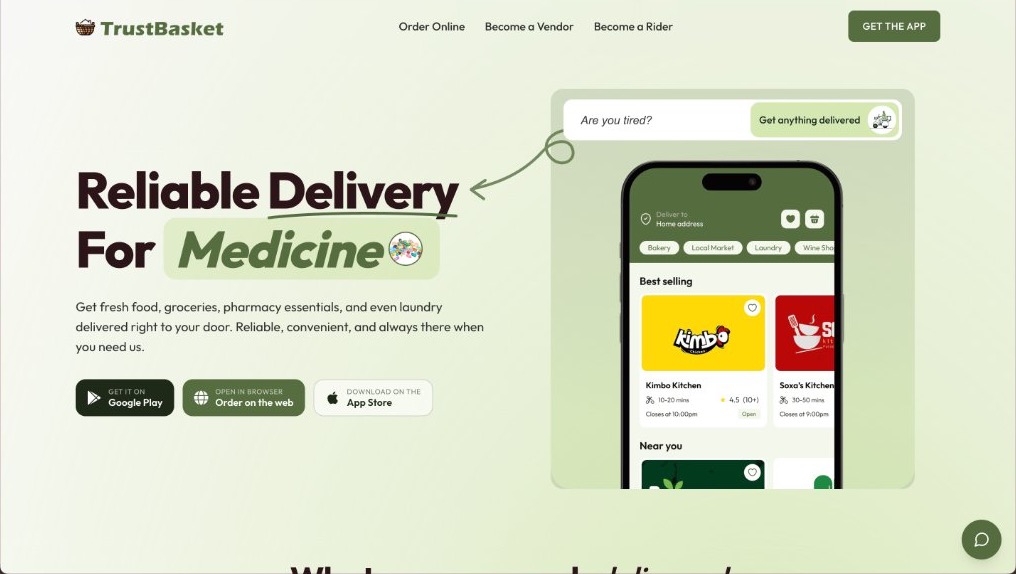 TrustBasket
Order Online
Become a Vendor
Become a Rider
GET THE APP
Reliable Delivery
For Medicine
Get fresh food, groceries, pharmacy essentials, and even laundry
delivered right to your door. Reliable, convenient, and always there when
you need us.
GET IT ON
Google Play
OPEN IN BROWSER
Order on the web
DOWNLOAD ON THE
App Store
Are you tired?
Get anything delivered
Deliver to
Home address
Bakery
Local Market
Laundry
Wine Sho
Best selling
kimbo
Kimbo Kitchen
10-20 mins
4.5 (10+)
Closes at 10:00pm
Open
Soxa's Kitchen
30-50 mins
Closes at 9:00pm
Near you